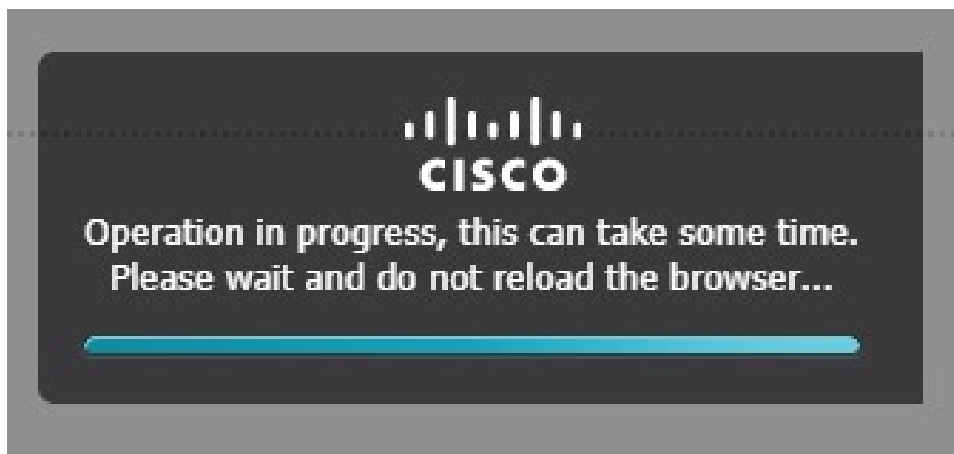 CISCO
Operation in progress, this can take some time.
Please wait and do not reload the browser...